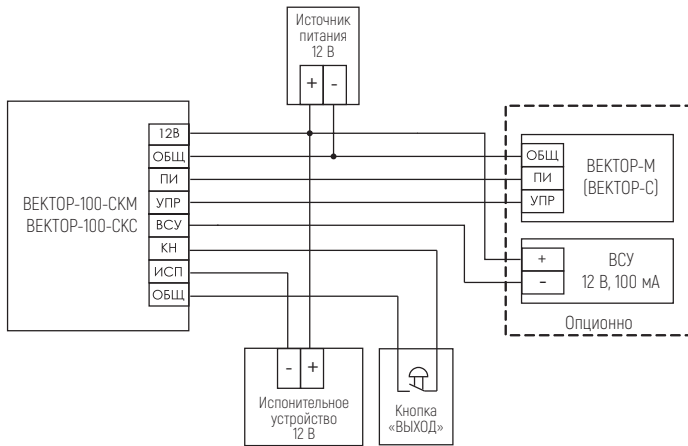 Источник
питания
12 В
+ -
ВЕКТОР-100-СКМ
ВЕКТОР-100-СКС
12В
ОБЩ
ПИ
УПР
ВСУ
КН
ИСП
ОБЩ
ОБЩ
ПИ
УПР
ВЕКТОР-М
(ВЕКТОР-С)
+
-
ВСУ
12 В, 100 мА
Опционно
- +
Испонительное
устройство
12 В
Кнопка
«ВЫХОД»